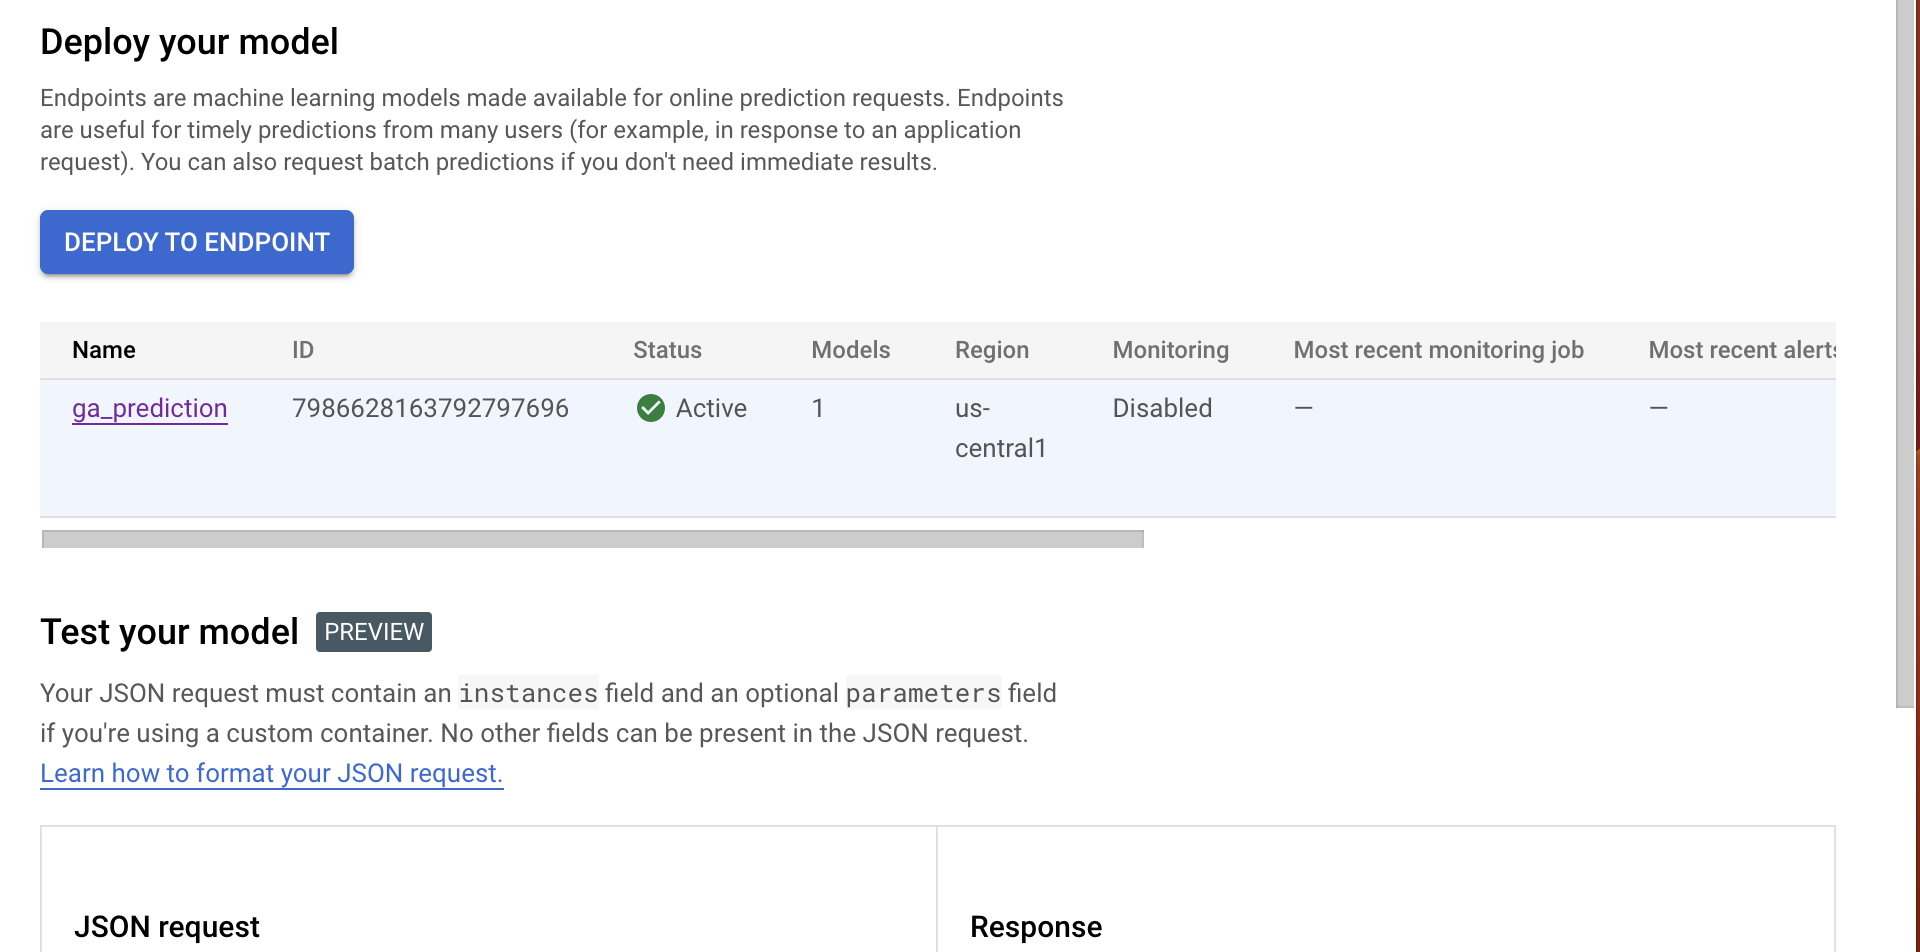 Deploy your model
Endpoints are machine learning models made available for online prediction requests. Endpoints
are useful for timely predictions from many users (for example, in response to an application
request). You can also request batch predictions if you don't need immediate results.
DEPLOY TO ENDPOINT
Name ID Status Models Region Monitoring Most recent monitoring job Most recent alerts
ga_prediction 7986628163792797696 Active 1 us- Disabled — —
central1
Test your model PREVIEW
Your JSON request must contain an instances field and an optional parameters field
if you're using a custom container. No other fields can be present in the JSON request.
Learn how to format your JSON request.
JSON request Response